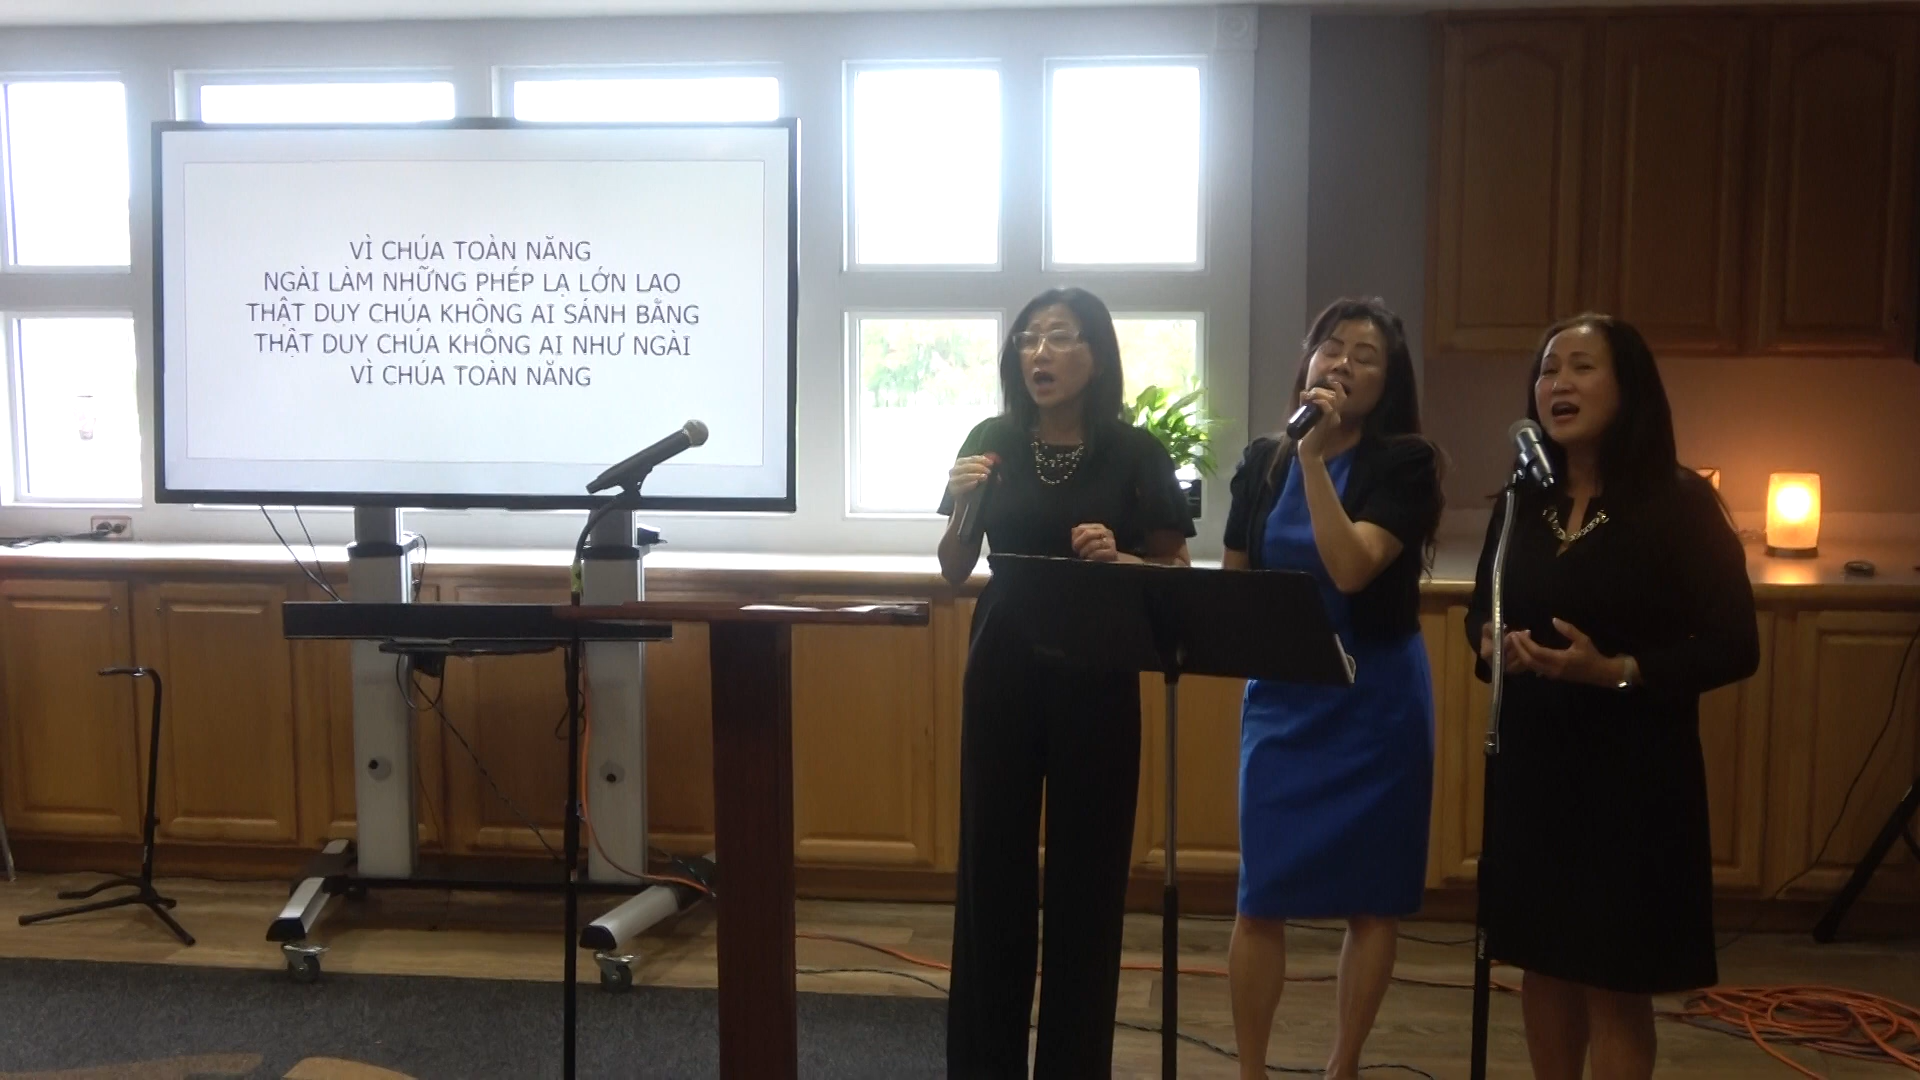 VÌ CHÚA TOÀN NĂNG
NGÀI LÀM NHỮNG PHÉP LẠ LỚN LAO
THẬT DUY CHÚA KHÔNG AI SÁNH BẰNG
THẬT DUY CHÚA KHÔNG AI NHƯ NGÀI
VÌ CHÚA TOÀN NĂNG